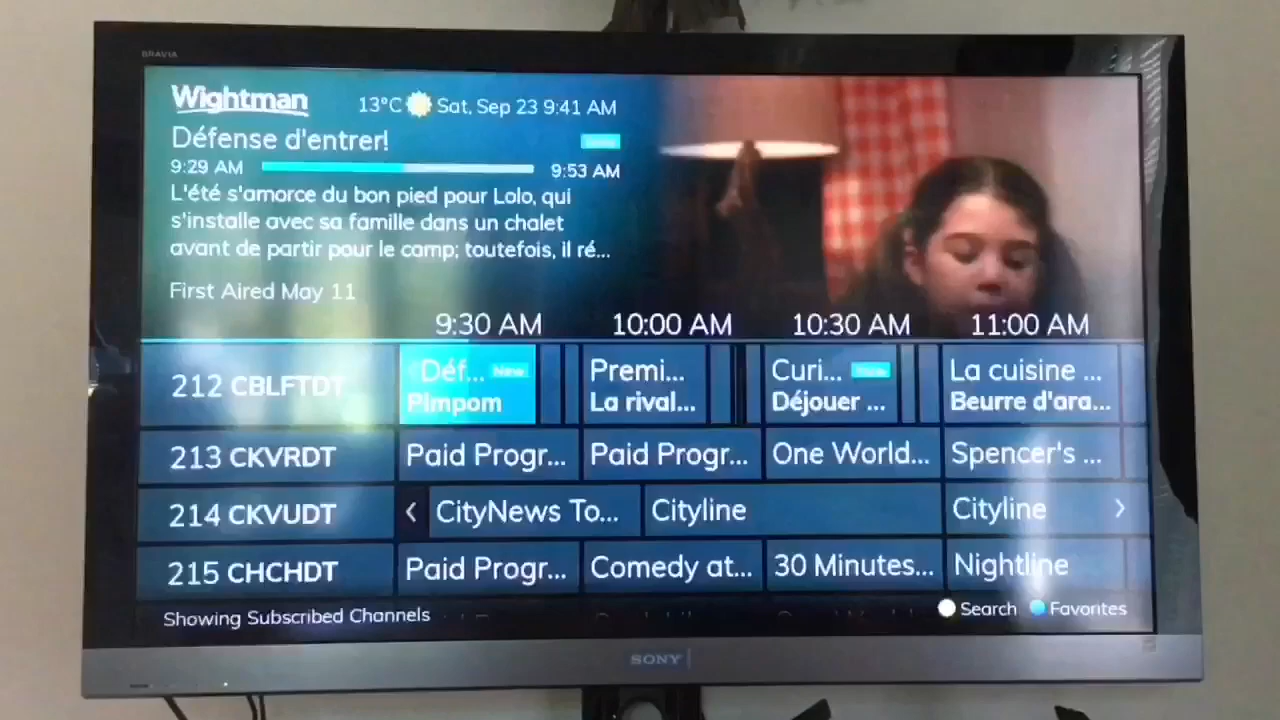 BRAVIA
Wightman 13°C Sat, Sep 23 9:41 AM
Défense d'entrer!
9:29 AM 9:53 AM
L'été s'amorce du bon pied pour Lolo, qui
s'installe avec sa famille dans un chalet
avant de partir pour le camp; toutefois, il ré...
First Aired May 11
9:30 AM 10:00 AM 10:30 AM 11:00 AM
212 CBLFTDT Déf... New Premi... Curi... New La cuisine ...
Pimpom La rival... Déjouer ... Beurre d'ara...
213 CKVRDT Paid Progr... Paid Progr... One World... Spencer's ...
214 CKVUDT CityNews To... Cityline Cityline
215 CHCHDT Paid Progr... Comedy at... 30 Minutes... Nightline
Showing Subscribed Channels Search Favorites
SONY